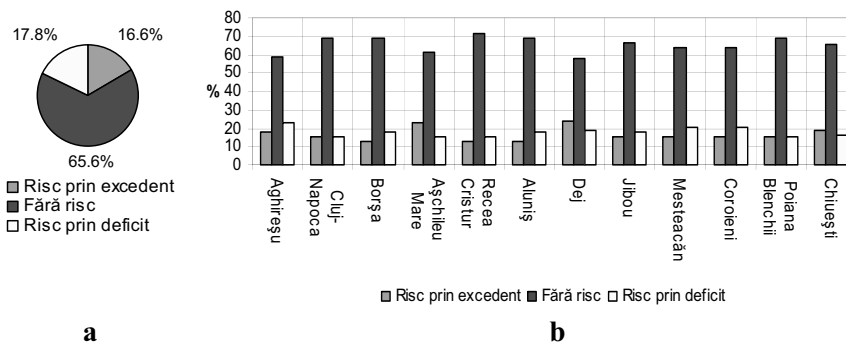 17.8%
16.6%
65.6%
Risc prin excedent
Fără risc
Risc prin deficit
a
80
70
60
50
40
30
20
10
0
%
Aghireşu
Cluj-
Napoca
Borşa
Aşchileu
Mare
Recea
Cristur
Aluniş
Dej
Jibou
Mesteacăn
Coroieni
Poiana
Blenchii
Chiueşti
Risc prin excedent Fără risc Risc prin deficit
b